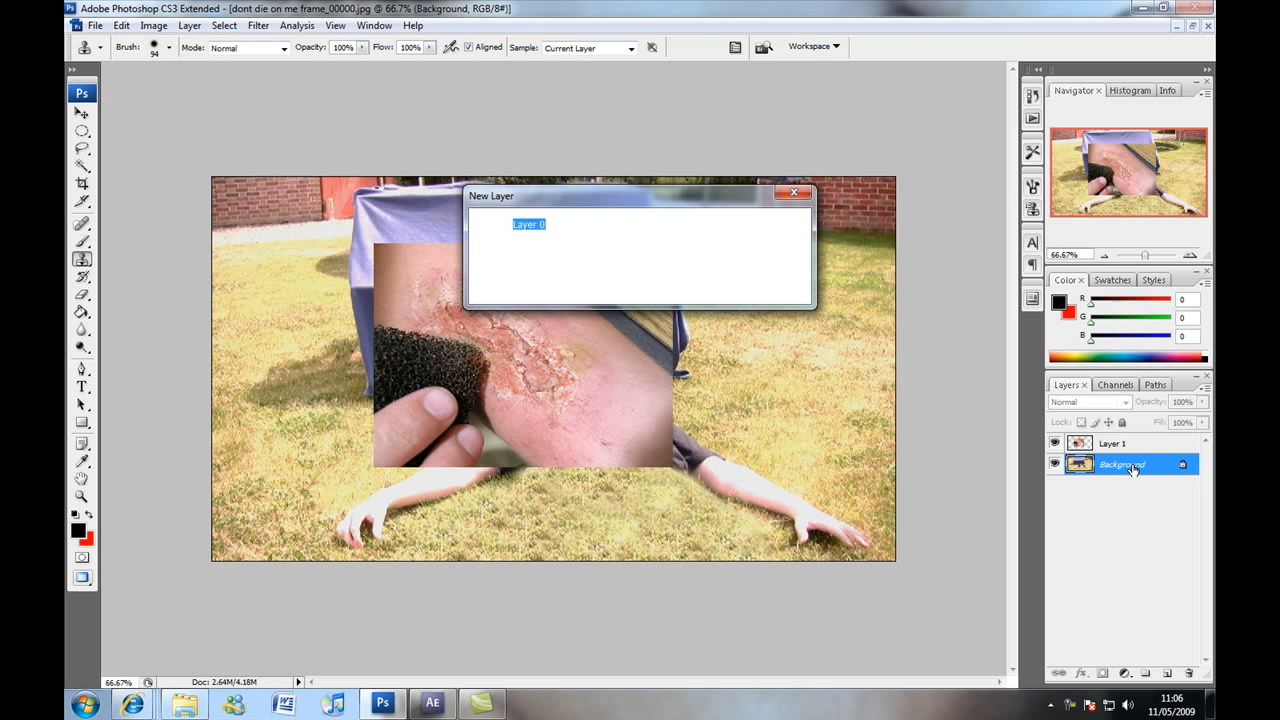 Adobe Photoshop CS3 Extended - [dont die on me frame_00000.jpg @ 66.7% (Background, RGB/8#)]
File Edit Image Layer Select Filter Analysis View Window Help
Brush: 94 Mode: Normal Opacity: 100% Flow: 100% Aligned Sample: Current Layer Workspace
Ps
Navigator Histogram Info
New Layer
Layer 0
66.67%
Color Swatches Styles
R 0
G 0
B 0
Layers Channels Paths
Normal Opacity: 100%
Lock: Fill: 100%
Layer 1
Background
66.67% Doc: 2.64M/4.18M
Ps AE
11:06
11/05/2009